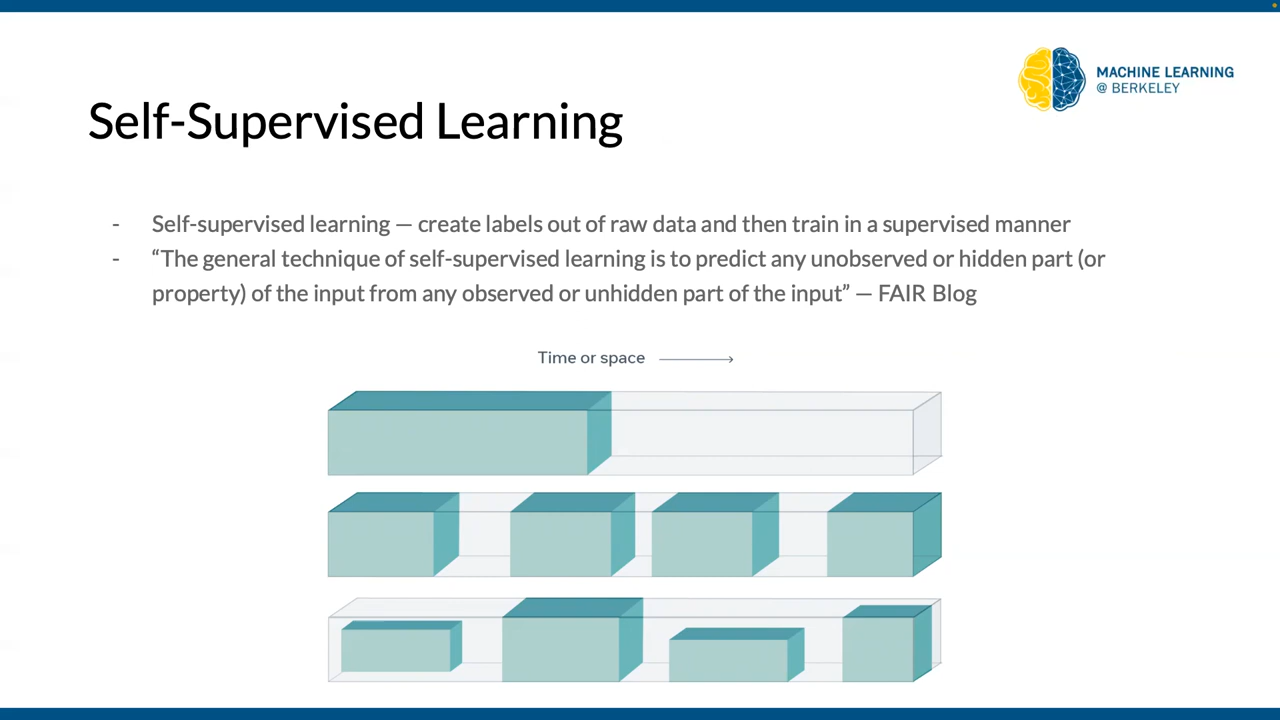 MACHINE LEARNING
@ BERKELEY
Self-Supervised Learning
- Self-supervised learning — create labels out of raw data and then train in a supervised manner
- “The general technique of self-supervised learning is to predict any unobserved or hidden part (or
property) of the input from any observed or unhidden part of the input” — FAIR Blog
Time or space